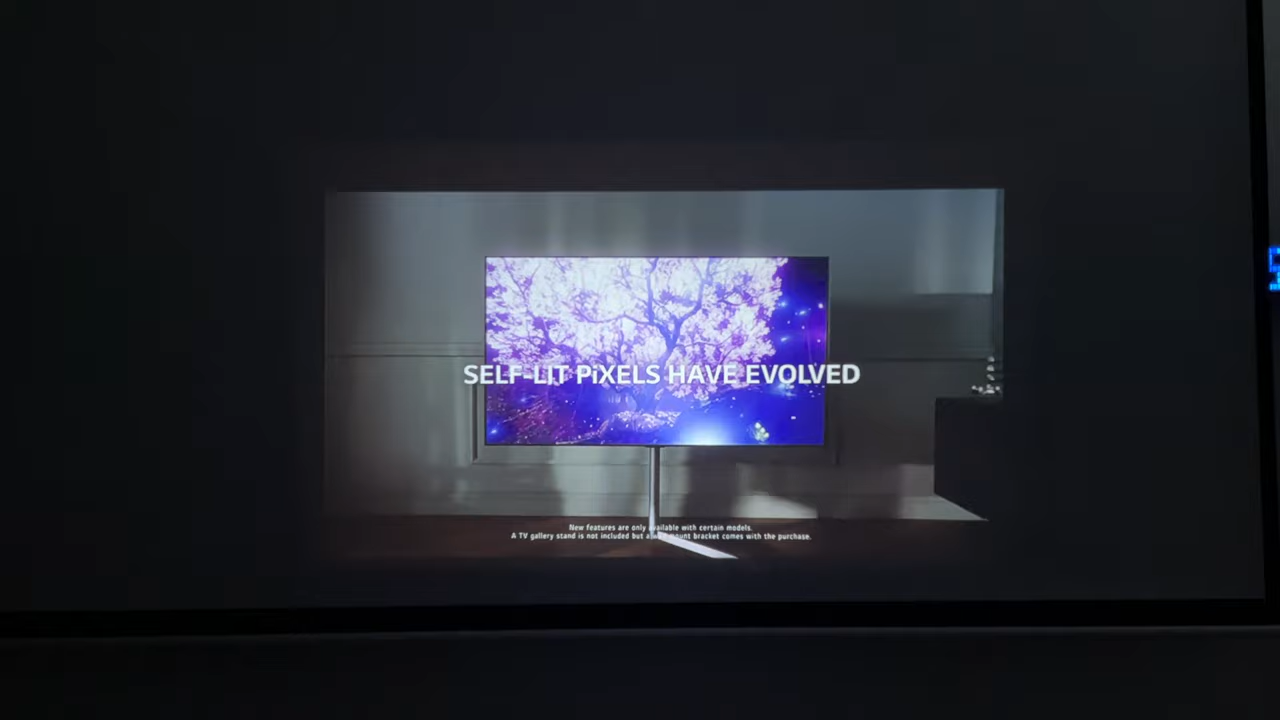 SELF-LIT PiXELS HAVE EVOLVED
New features are only available with certain models.
A TV gallery stand is not included but a wall mount bracket comes with the purchase.